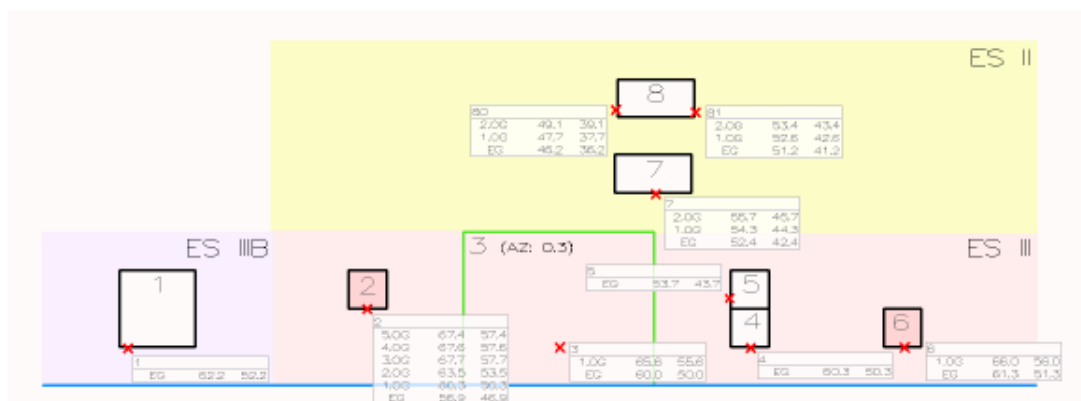 ES II
8
80
2.OG 49.1 39.1
1.OG 47.7 37.7
EG 46.2 36.2
81
2.OG 53.4 43.4
1.OG 52.6 42.6
EG 51.2 41.2
7
7
2.OG 55.7 45.7
1.OG 54.3 44.3
EG 52.4 42.4
ES IIIB
3 (AZ: 0.3)
ES III
1
2
5
EG 53.7 43.7
5
4
6
2
5.OG 67.4 57.4
4.OG 67.6 57.6
3.OG 67.7 57.7
2.OG 63.5 53.5
1.OG
EG 56.9 46.9
3
1.OG 65.6 55.6
EG 60.0 50.0
1
EG 62.2 52.2
4
EG 60.3 50.3
6
1.OG 66.0 56.0
EG 61.3 51.3